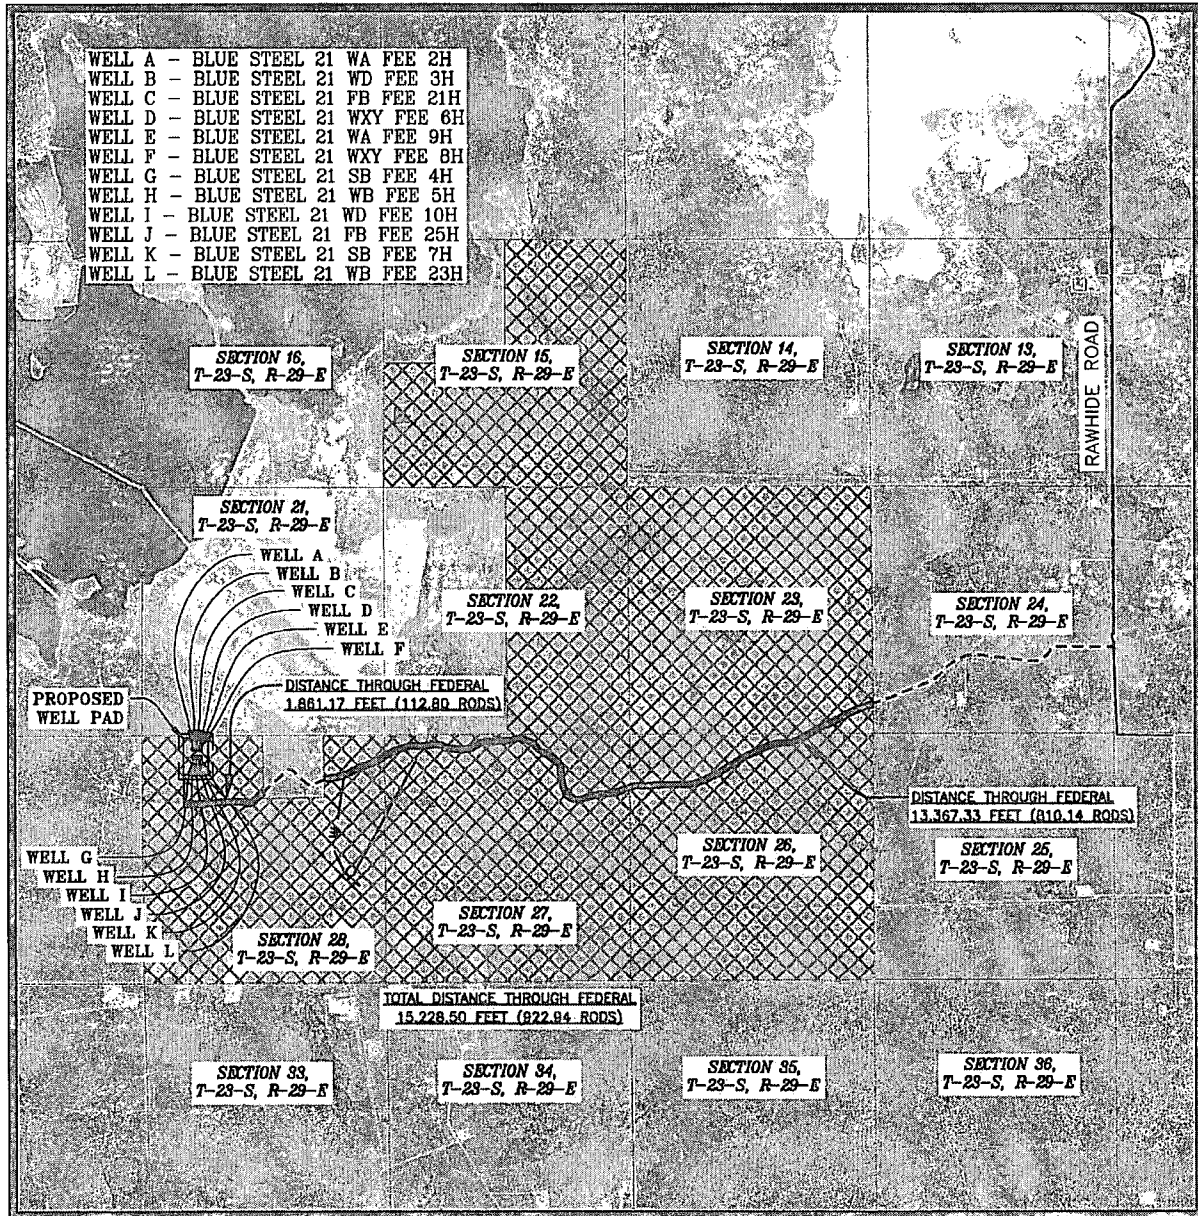 WELL A - BLUE STEEL 21 WA FEE 2H
WELL B - BLUE STEEL 21 WD FEE 3H
WELL C - BLUE STEEL 21 FB FEE 21H
WELL D - BLUE STEEL 21 WXY FEE 6H
WELL E - BLUE STEEL 21 WA FEE 9H
WELL F - BLUE STEEL 21 WXY FEE 8H
WELL G - BLUE STEEL 21 SB FEE 4H
WELL H - BLUE STEEL 21 WB FEE 5H
WELL I - BLUE STEEL 21 WD FEE 10H
WELL J - BLUE STEEL 21 FB FEE 25H
WELL K - BLUE STEEL 21 SB FEE 7H
WELL L - BLUE STEEL 21 WB FEE 23H
SECTION 16,
T-23-S, R-29-E
SECTION 15,
T-23-S, R-29-E
SECTION 14,
T-23-S, R-29-E
SECTION 13,
T-23-S, R-29-E
RAWHIDE ROAD
SECTION 21,
T-23-S, R-29-E
WELL A
WELL B
WELL C
WELL D
WELL E
WELL F
SECTION 22,
T-23-S, R-29-E
SECTION 23,
T-23-S, R-29-E
SECTION 24,
T-23-S, R-29-E
PROPOSED
WELL PAD
DISTANCE THROUGH FEDERAL
1,861.17 FEET (112.80 RODS)
DISTANCE THROUGH FEDERAL
13,367.33 FEET (810.14 RODS)
WELL G
WELL H
WELL I
WELL J
WELL K
WELL L
SECTION 28,
T-23-S, R-29-E
SECTION 27,
T-23-S, R-29-E
SECTION 26,
T-23-S, R-29-E
SECTION 25,
T-23-S, R-29-E
TOTAL DISTANCE THROUGH FEDERAL
15,228.50 FEET (922.94 RODS)
SECTION 33,
T-23-S, R-29-E
SECTION 34,
T-23-S, R-29-E
SECTION 35,
T-23-S, R-29-E
SECTION 36,
T-23-S, R-29-E